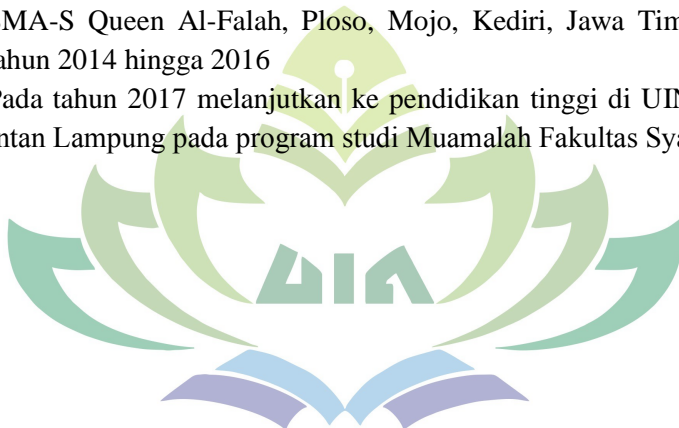 MA-S Queen Al-Falah, Ploso, Mojo, Kediri, Jawa Tim
ahun 2014 hingga 2016
Pada tahun 2017 melanjutkan ke pendidikan tinggi di UIN
ntan Lampung pada program studi Muamalah Fakultas Sya
UIN